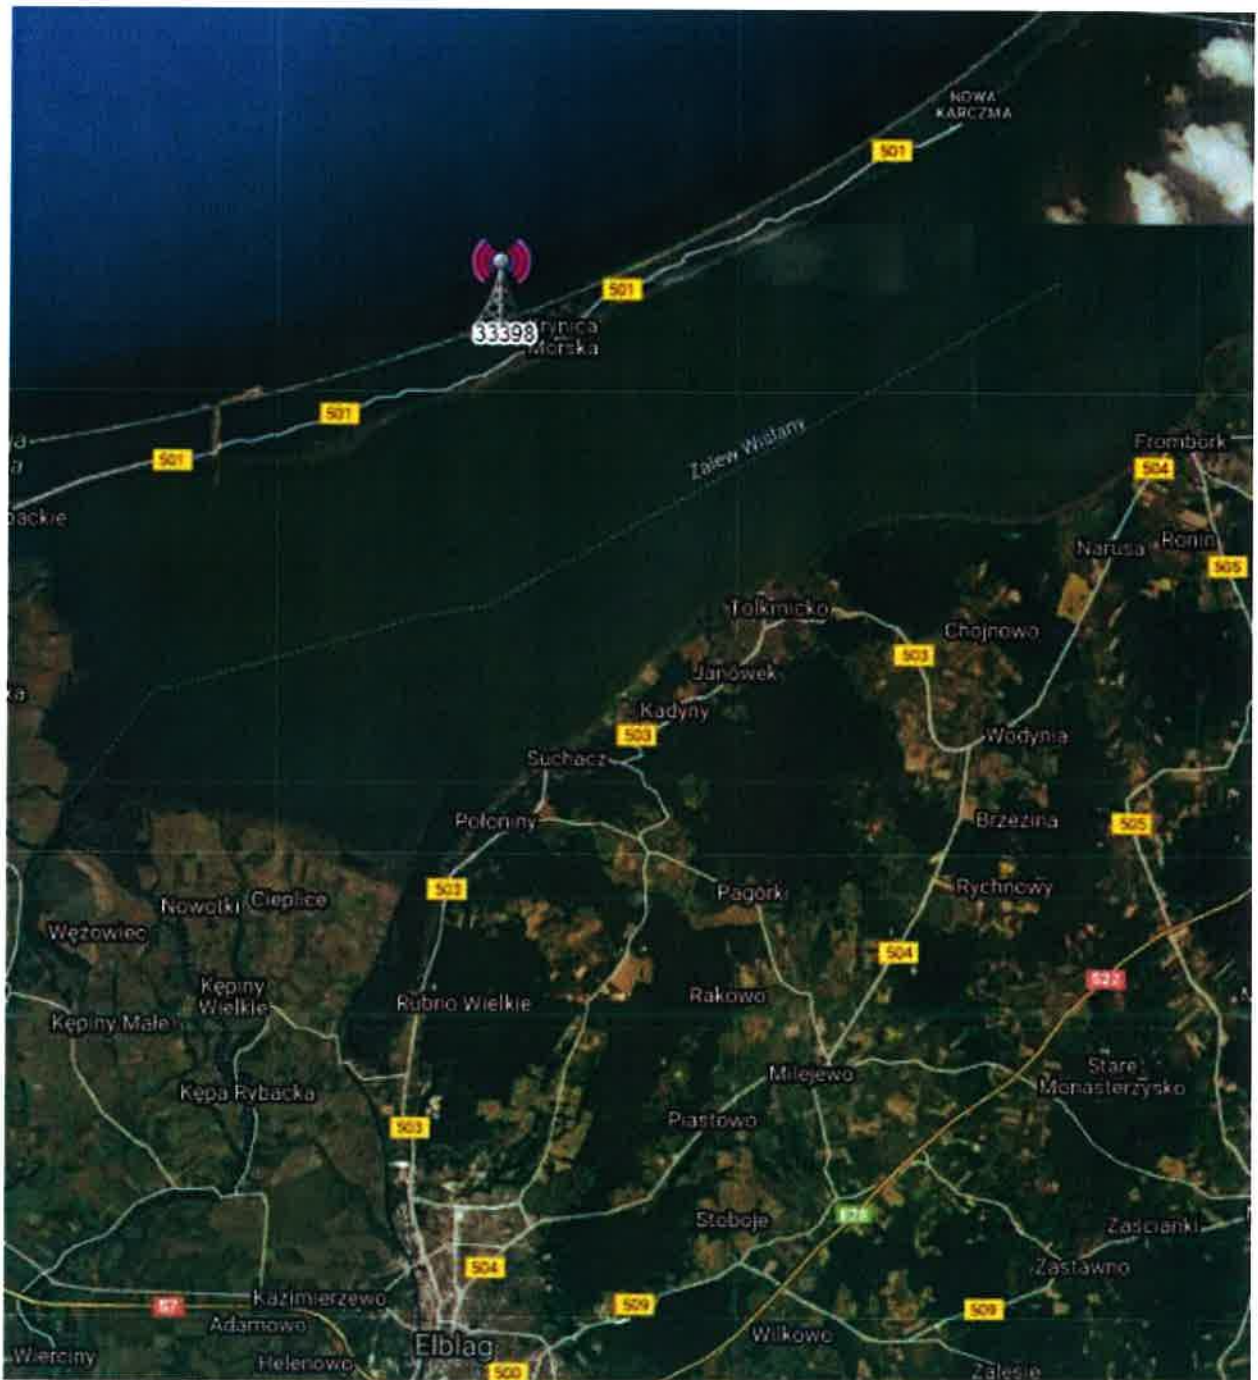 NOWA
KARCZMA
501
501
33398
Krynica
Morska
501
501
Zalew Wiślany
Frombork
504
Narusa
Ronin
505
Tolkmicko
Chojnowo
503
Janówek
Kadyny
503
Wodynia
Suchacz
Połoniny
Brzezina
505
503
Pagórki
Rychnowy
Nowotki
Cieplice
Wężowiec
504
S22
Kępiny
Wielkie
Rubno Wielkie
Rakowo
Kępiny Małe
Milejewo
Stare
Monasterzysko
Kępa Rybacka
Piastowo
503
Stoboje
E28
Zaścianki
504
Zastawno
Kazimierzewo
S7
509
509
Adamowo
Wilkowo
Elbląg
Wierciny
Helenowo
500
Zalesie